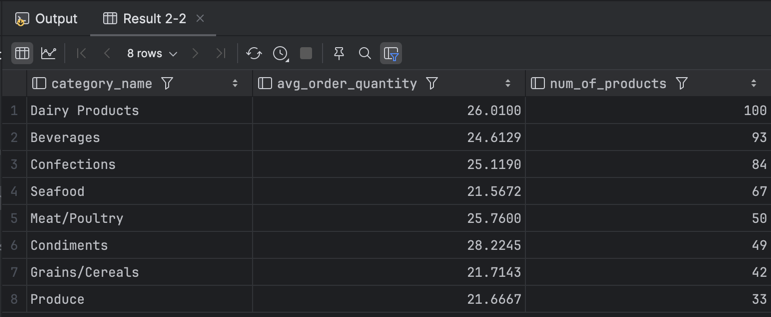 Output Result 2-2
8 rows
category_name avg_order_quantity num_of_products
1 Dairy Products 26.0100 100
2 Beverages 24.6129 93
3 Confections 25.1190 84
4 Seafood 21.5672 67
5 Meat/Poultry 25.7600 50
6 Condiments 28.2245 49
7 Grains/Cereals 21.7143 42
8 Produce 21.6667 33